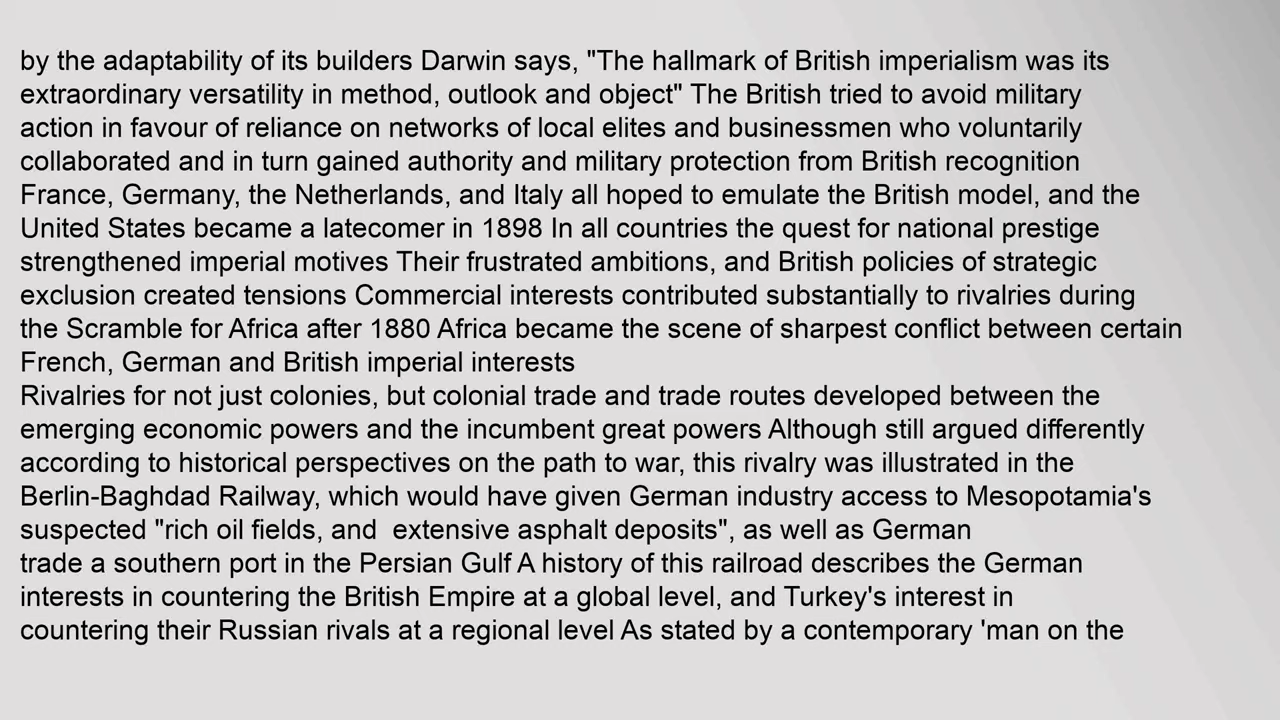 by the adaptability of its builders Darwin says, "The hallmark of British imperialism was its
extraordinary versatility in method, outlook and object" The British tried to avoid military
action in favour of reliance on networks of local elites and businessmen who voluntarily
collaborated and in turn gained authority and military protection from British recognition
France, Germany, the Netherlands, and Italy all hoped to emulate the British model, and the
United States became a latecomer in 1898 In all countries the quest for national prestige
strengthened imperial motives Their frustrated ambitions, and British policies of strategic
exclusion created tensions Commercial interests contributed substantially to rivalries during
the Scramble for Africa after 1880 Africa became the scene of sharpest conflict between certain
French, German and British imperial interests
Rivalries for not just colonies, but colonial trade and trade routes developed between the
emerging economic powers and the incumbent great powers Although still argued differently
according to historical perspectives on the path to war, this rivalry was illustrated in the
Berlin-Baghdad Railway, which would have given German industry access to Mesopotamia's
suspected "rich oil fields, and  extensive asphalt deposits", as well as German
trade a southern port in the Persian Gulf A history of this railroad describes the German
interests in countering the British Empire at a global level, and Turkey's interest in
countering their Russian rivals at a regional level As stated by a contemporary 'man on the